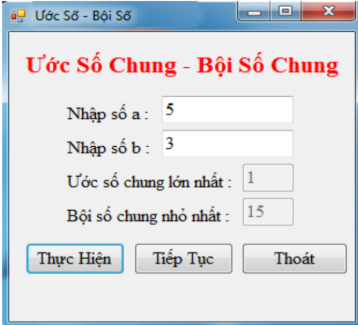 Ước Số - Bội Số
Ước Số Chung - Bội Số Chung
Nhập số a : 5
Nhập số b : 3
Ước số chung lớn nhất : 1
Bội số chung nhỏ nhất : 15
Thực Hiện Tiếp Tục Thoát